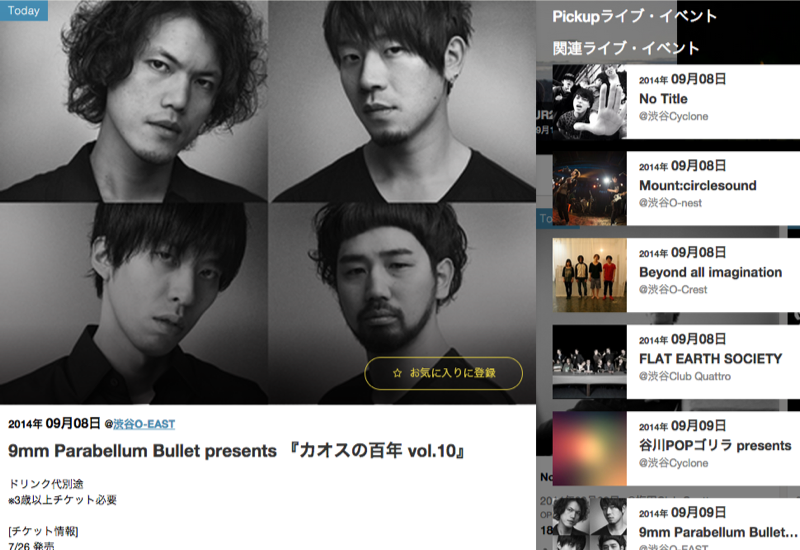 Today
☆ お気に入りに登録
2014年 09月08日 @渋谷O-EAST
9mm Parabellum Bullet presents 『カオスの百年 vol.10』
ドリンク代別途
※3歳以上チケット必要
[チケット情報]
7/26 発売
Pickupライブ・イベント
関連ライブ・イベント
2014年 09月08日
No Title
@渋谷Cyclone
2014年 09月08日
Mount:circlesound
@渋谷O-nest
2014年 09月08日
Beyond all imagination
@渋谷O-Crest
2014年 09月08日
FLAT EARTH SOCIETY
@渋谷Club Quattro
2014年 09月09日
谷川POPゴリラ presents
@渋谷Cyclone
2014年 09月09日
9mm Parabellum Bullet...
@渋谷O-EAST